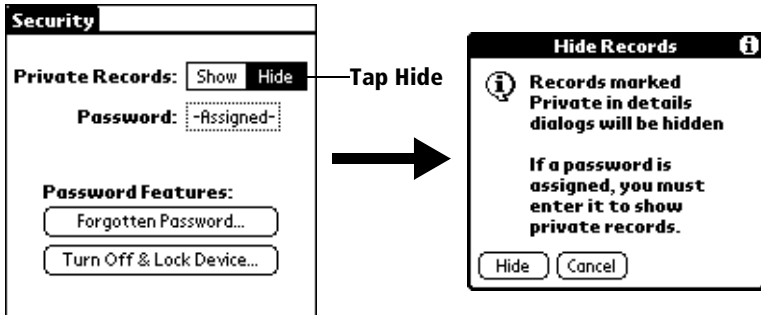 Security
Private Records: Show Hide
Tap Hide
Password: -Assigned-
Password Features:
Forgotten Password...
Turn Off & Lock Device...
Hide Records i
i Records marked
Private in details
dialogs will be hidden
If a password is
assigned, you must
enter it to show
private records.
Hide Cancel